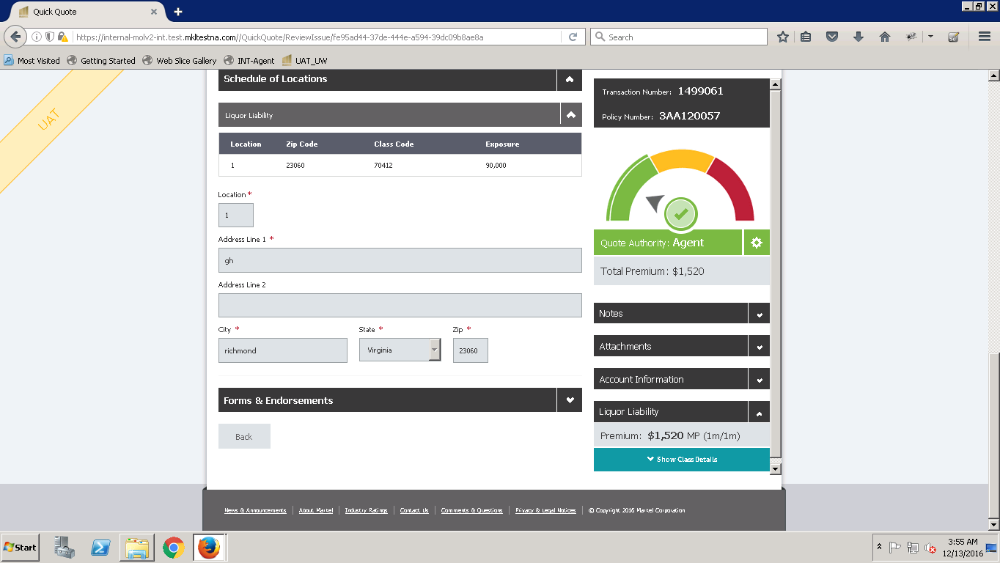 Quick Quote
https://internal-molv2-int.test.mkltestna.com//QuickQuote/ReviewIssue/fe95ad44-37de-444e-a594-39dc09b8ae8a
Search
Most Visited
Getting Started
Web Slice Gallery
INT-Agent
UAT_UW
UAT
Schedule of Locations
Liquor Liability
Location Zip Code Class Code Exposure
1 23060 70412 90,000
Location *
1
Address Line 1 *
gh
Address Line 2
City * State * Zip *
richmond Virginia 23060
Forms & Endorsements
Back
Transaction Number: 1499061
Policy Number: 3AA120057
Quote Authority: Agent
Total Premium: $1,520
Notes
Attachments
Account Information
Liquor Liability
Premium: $1,520 MP (1m/1m)
Show Class Details
News & Announcements | About Markel | Industry Ratings | Contact Us | Comments & Questions | Privacy & Legal Notices | © Copyright 2016 Markel Corporation
Start
3:55 AM
12/13/2016